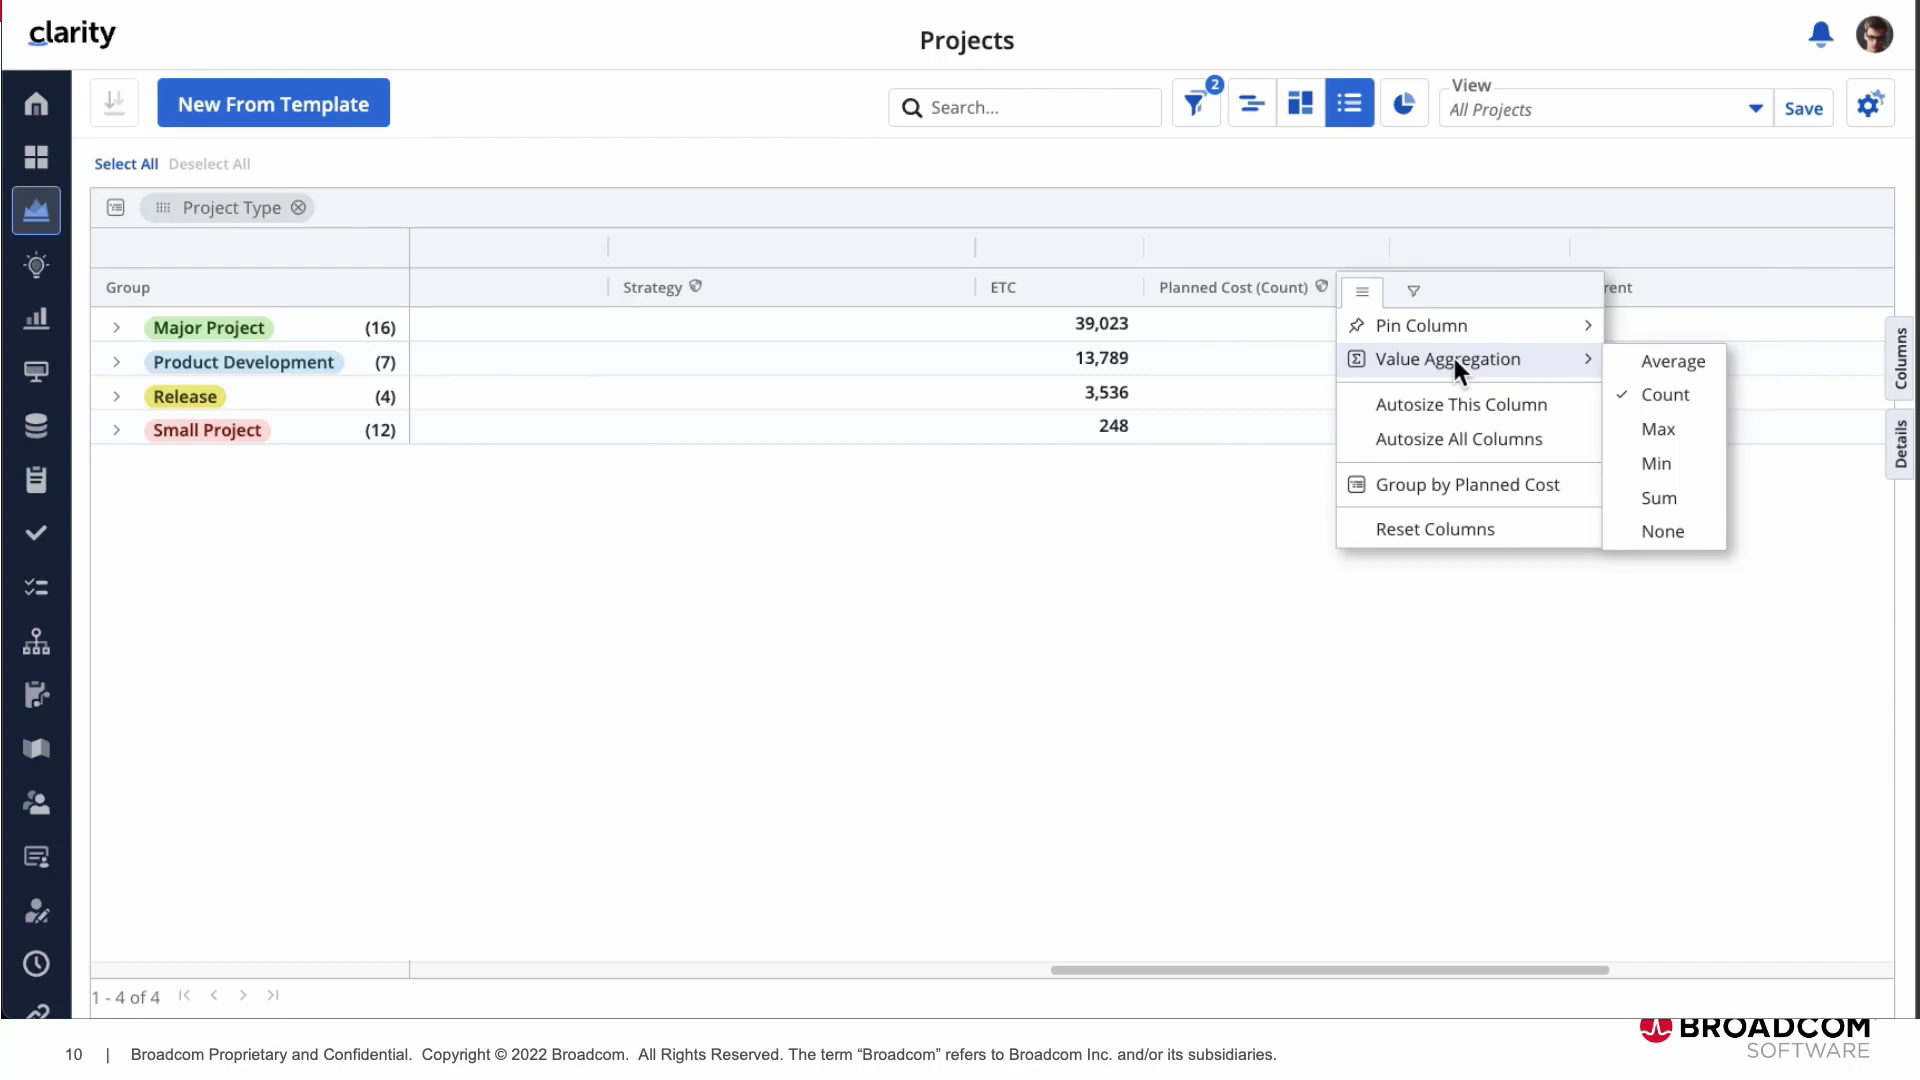 clarity
Projects
New From Template
Search...
2
View
All Projects
Save
Select All Deselect All
Project Type
Group
Strategy
ETC
Planned Cost (Count)
rent
Major Project (16) 39,023
Product Development (7) 13,789
Release (4) 3,536
Small Project (12) 248
Pin Column
Value Aggregation
Autosize This Column
Autosize All Columns
Group by Planned Cost
Reset Columns
Average
Count
Max
Min
Sum
None
Columns
Details
1 - 4 of 4
BROADCOM
SOFTWARE
10 | Broadcom Proprietary and Confidential. Copyright © 2022 Broadcom. All Rights Reserved. The term “Broadcom” refers to Broadcom Inc. and/or its subsidiaries.